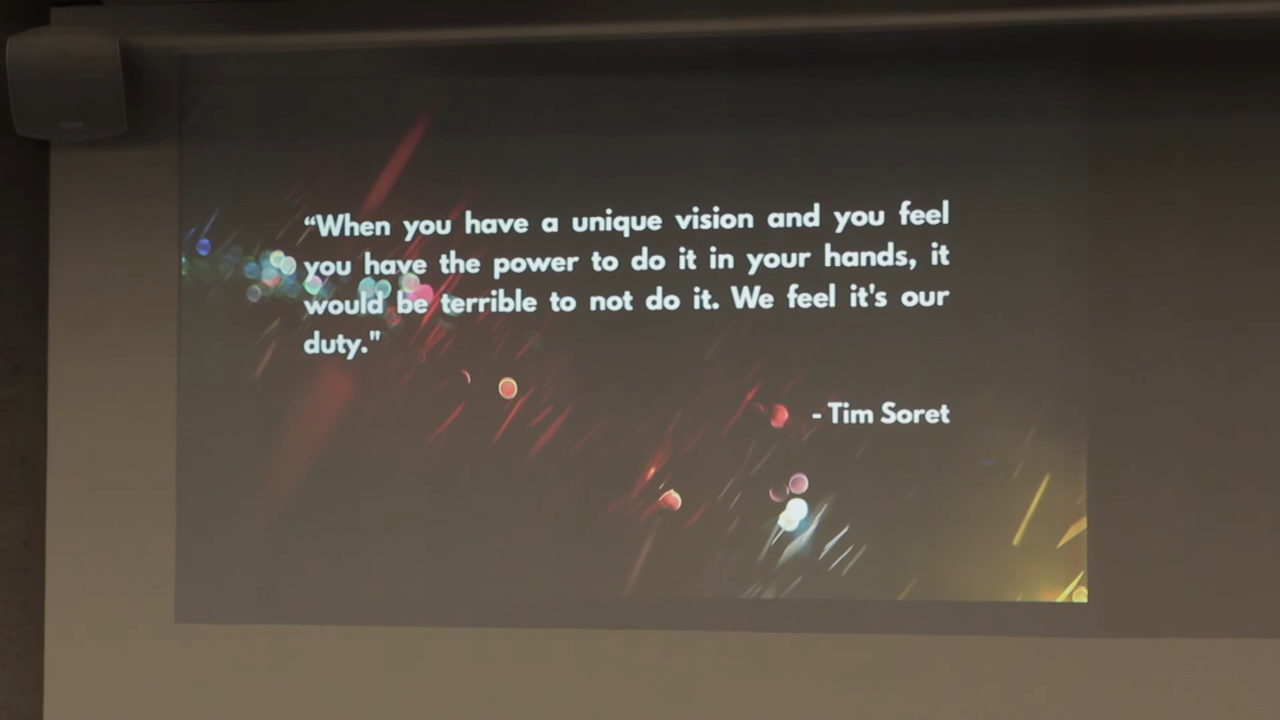 “When you have a unique vision and you feel
you have the power to do it in your hands, it
would be terrible to not do it. We feel it's our
duty."
- Tim Soret